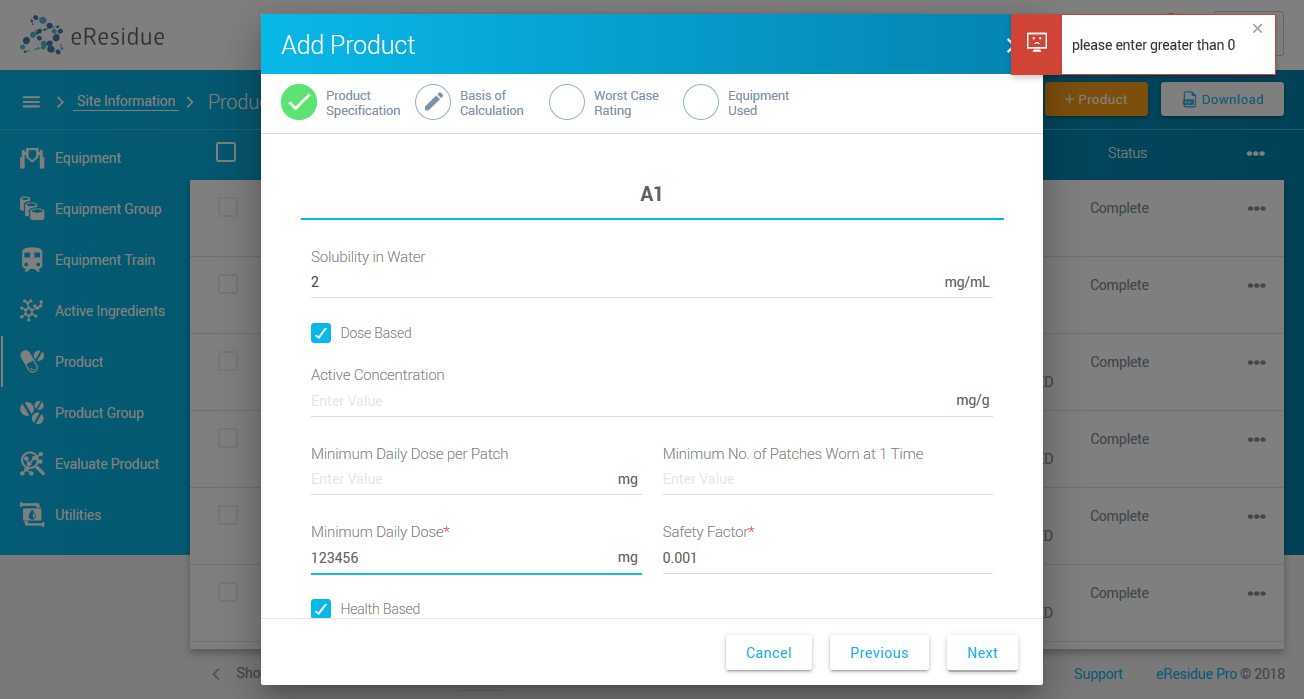 eResidue
Add Product
please enter greater than 0
Site Information
Produ
+ Product
Download
Product
Specification
Basis of
Calculation
Worst Case
Rating
Equipment
Used
Equipment
Equipment Group
Equipment Train
Active Ingredients
Product
Product Group
Evaluate Product
Utilities
Status
Complete
Complete
Complete
D
Complete
D
Complete
D
Complete
D
A1
Solubility in Water
2 mg/mL
Dose Based
Active Concentration
Enter Value mg/g
Minimum Daily Dose per Patch
Enter Value mg
Minimum No. of Patches Worn at 1 Time
Enter Value
Minimum Daily Dose*
123456 mg
Safety Factor*
0.001
Health Based
Cancel
Previous
Next
Sho
Support
eResidue Pro © 2018